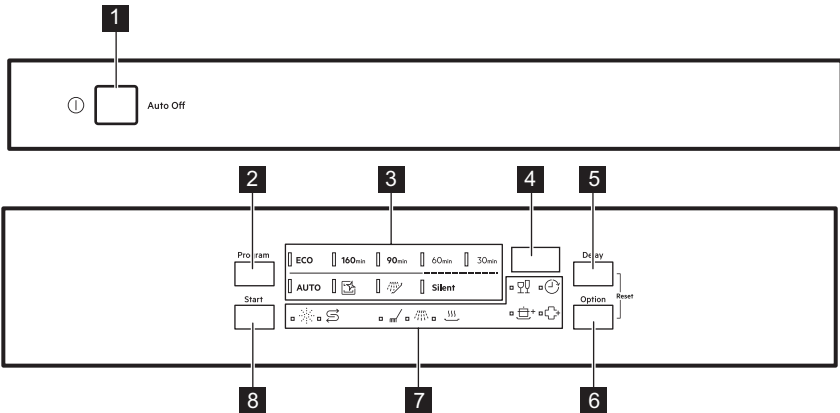 1
Auto Off
2
3
4
5
Program
ECO 160min 90min 60min 30min
Delay
AUTO Silent
Start
Option
Reset
8
7
6